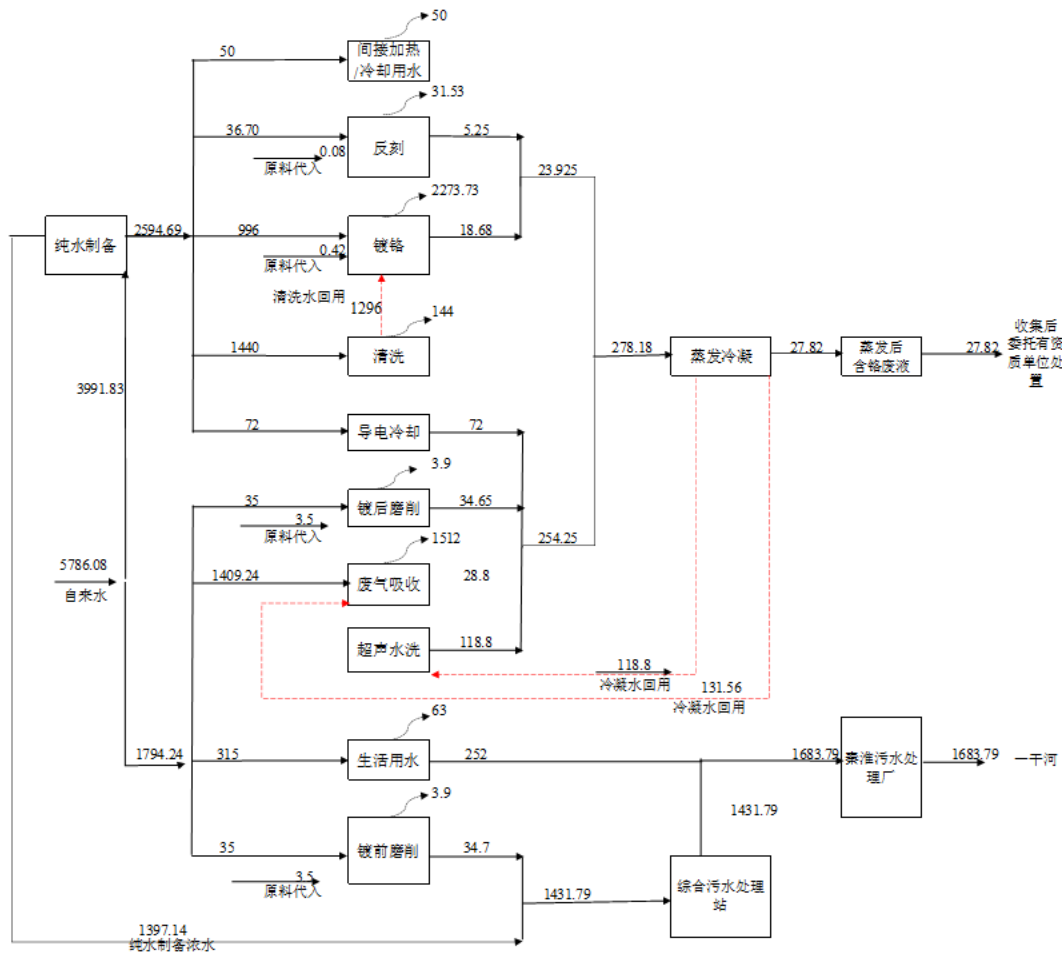 50
50
间接加热
/冷却用水
31.53
36.70
反刻
5.25
0.08
原料代入
23.925
2273.73
纯水制备
2594.69
996
镀铬
18.68
0.42
原料代入
清洗水回用
1296
144
1440
清洗
278.18
蒸发冷凝
27.82
蒸发后
含铬废液
27.82
收集后
委托有资
质单位处
置
3991.83
72
导电冷却
72
3.9
35
镀后磨削
34.65
3.5
原料代入
254.25
5786.08
自来水
1512
1409.24
废气吸收
28.8
超声水洗
118.8
118.8
冷凝水回用
131.56
冷凝水回用
63
1794.24
315
生活用水
252
1683.79
秦淮污水处
理厂
1683.79
一干河
3.9
1431.79
35
镀前磨削
34.7
3.5
原料代入
1431.79
综合污水处理
站
1397.14
纯水制备浓水